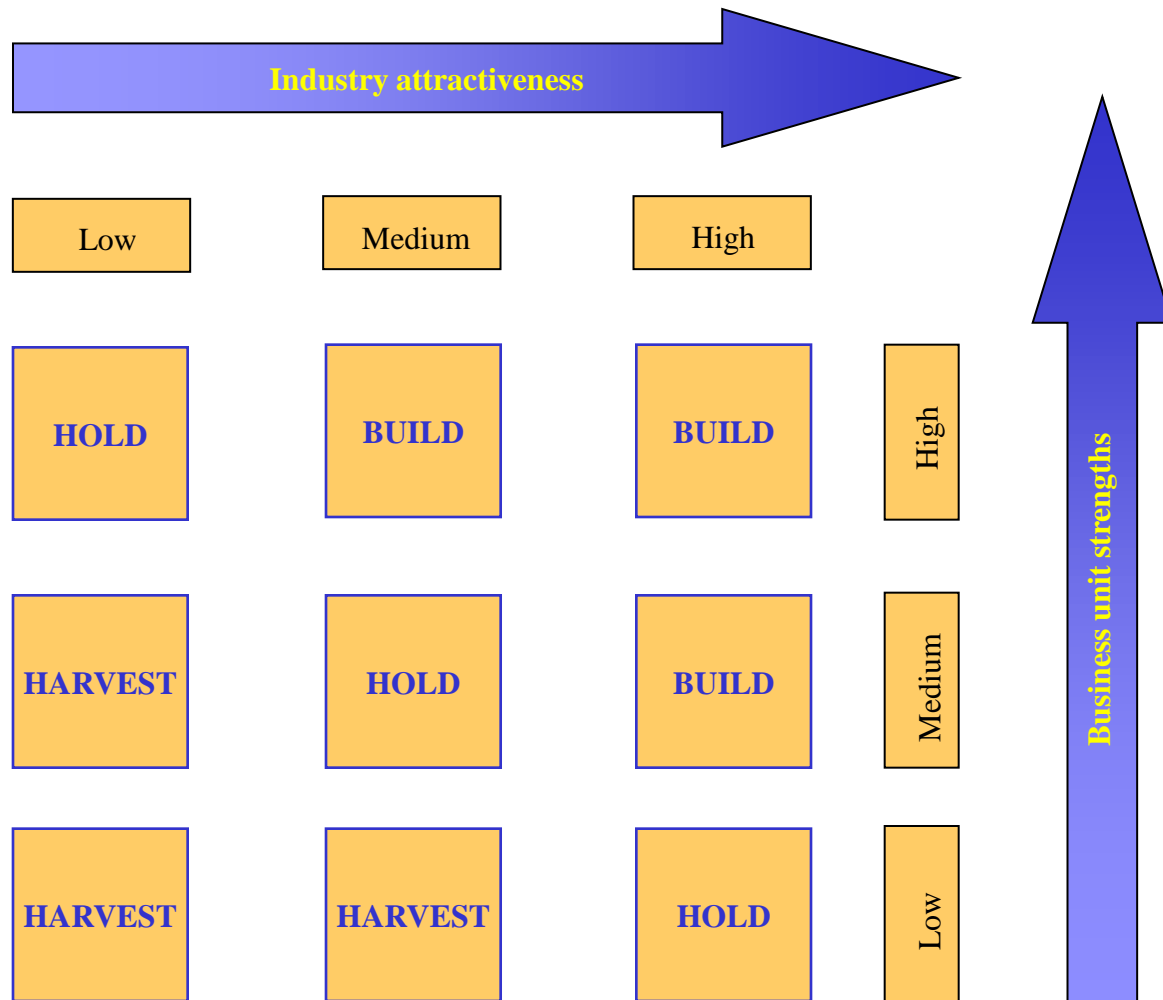 Industry attractiveness
Low
Medium
High
HOLD
BUILD
BUILD
High
HARVEST
HOLD
BUILD
Medium
HARVEST
HARVEST
HOLD
Low
Business unit strengths